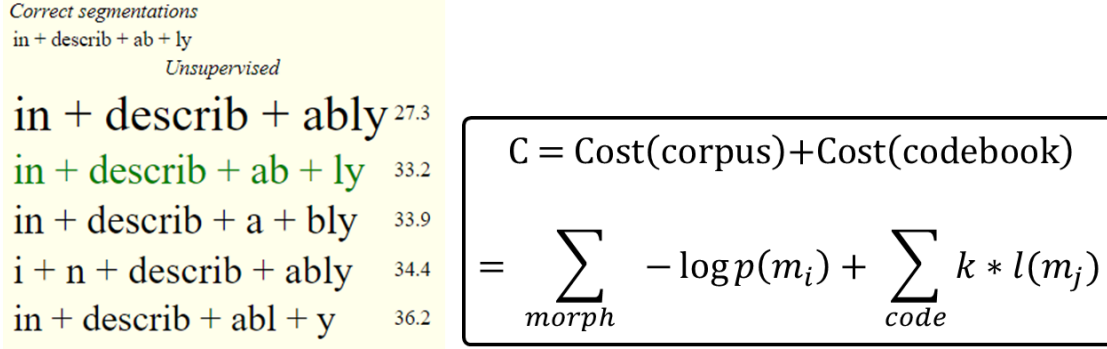 Correct segmentations
in + describ + ab + ly
Unsupervised
in + describ + ably 27.3
in + describ + ab + ly 33.2
in + describ + a + bly 33.9
i + n + describ + ably 34.4
in + describ + abl + y 36.2
C = Cost(corpus)+Cost(codebook)
= ∑ − log p(m_i) + ∑ k * l(m_j)
morph code